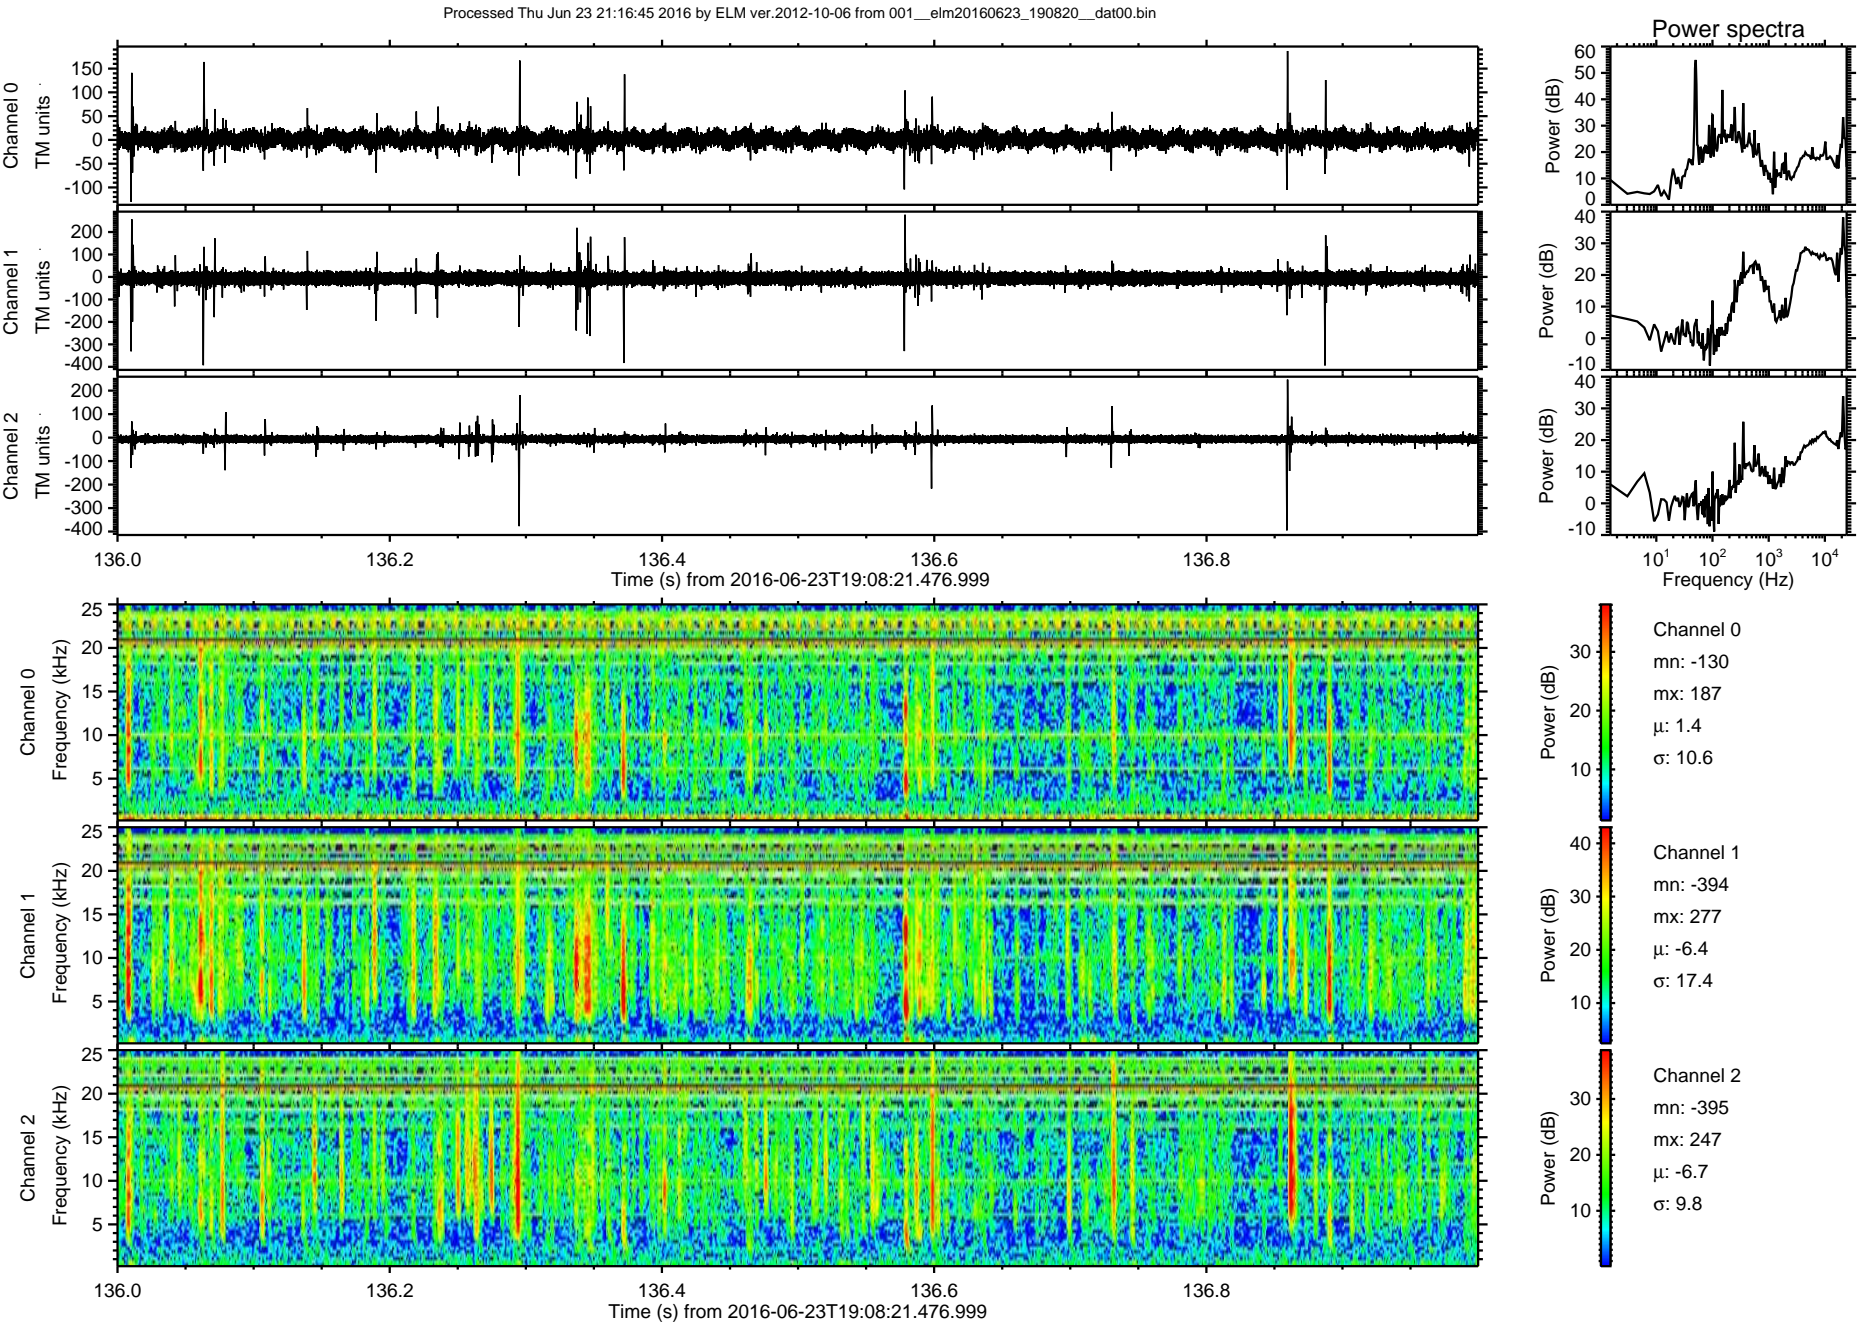 Processed Thu Jun 23 21:16:45 2016 by ELM ver.2012-10-06 from 001__elm20160623_190820__dat00.bin
Power spectra
Channel 0
TM units
150
100
50
0
-50
-100
Power (dB)
60
50
40
30
20
10
0
Channel 1
TM units
200
100
0
-100
-200
-300
-400
Power (dB)
40
30
20
10
0
-10
Channel 2
TM units
200
100
0
-100
-200
-300
-400
Power (dB)
40
30
20
10
0
-10
136.0 136.2 136.4 136.6 136.8
Time (s) from 2016-06-23T19:08:21.476.999
10¹ 10² 10³ 10⁴
Frequency (Hz)
Channel 0
Frequency (kHz)
25
20
15
10
5
Power (dB)
30
20
10
Channel 0
mn: -130
mx: 187
μ: 1.4
σ: 10.6
Channel 1
Frequency (kHz)
25
20
15
10
5
Power (dB)
40
30
20
10
Channel 1
mn: -394
mx: 277
μ: -6.4
σ: 17.4
Channel 2
Frequency (kHz)
25
20
15
10
5
Power (dB)
30
20
10
Channel 2
mn: -395
mx: 247
μ: -6.7
σ: 9.8
136.0 136.2 136.4 136.6 136.8
Time (s) from 2016-06-23T19:08:21.476.999